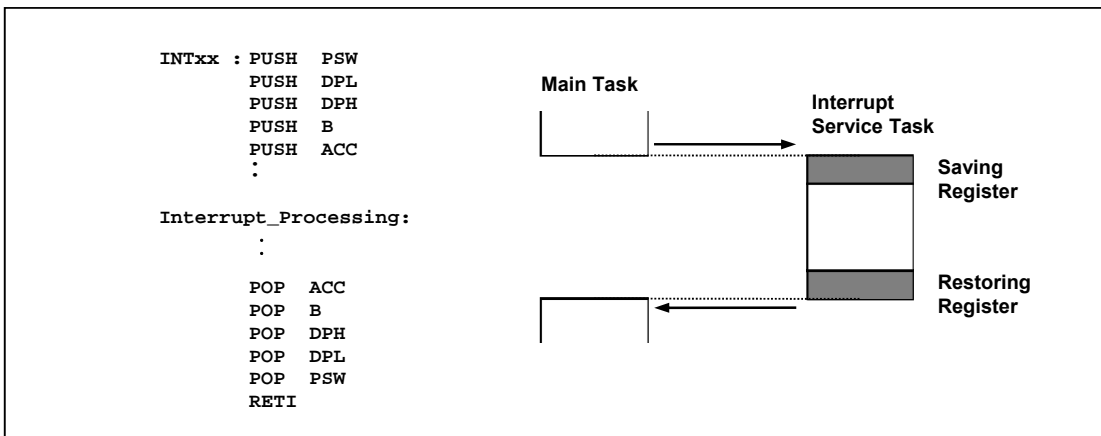 INTxx : PUSH PSW
PUSH DPL
PUSH DPH
PUSH B
PUSH ACC
:
Interrupt_Processing:
:
POP ACC
POP B
POP DPH
POP DPL
POP PSW
RETI
Main Task
Interrupt
Service Task
Saving
Register
Restoring
Register